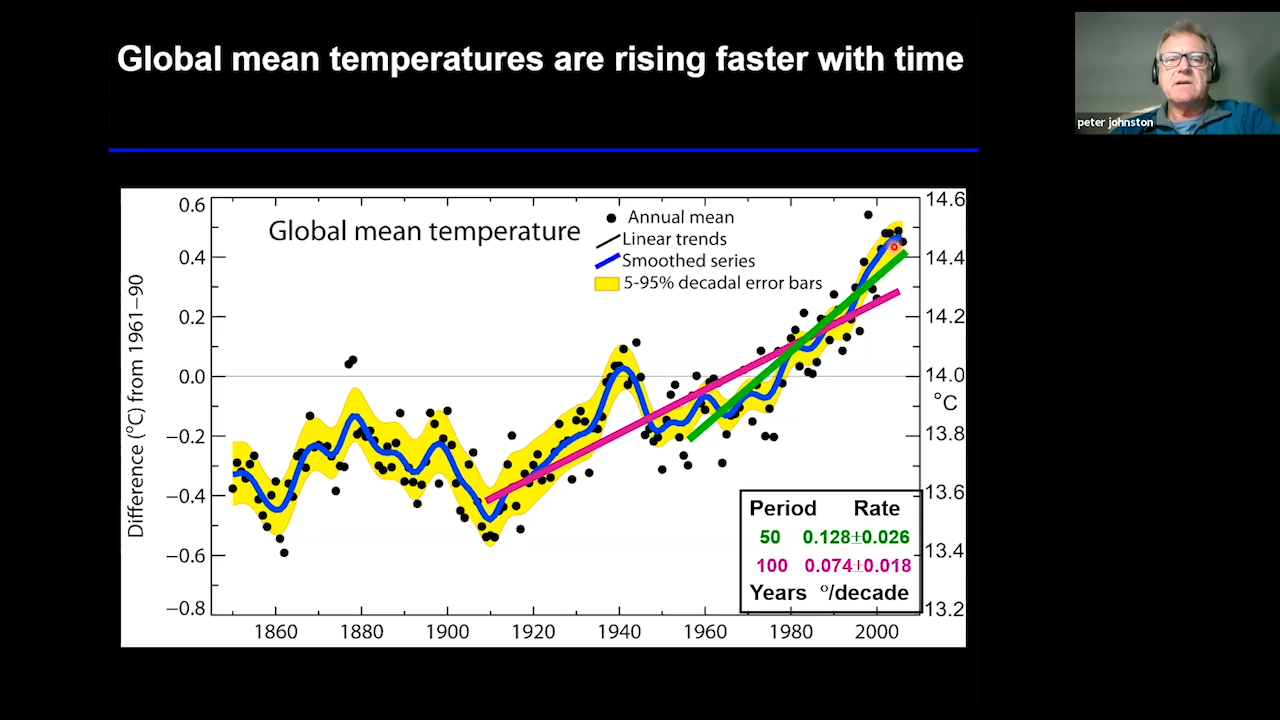 Global mean temperatures are rising faster with time
peter johnston
Global mean temperature
Annual mean
Linear trends
Smoothed series
5-95% decadal error bars
Difference (°C) from 1961–90
0.6
0.4
0.2
0.0
−0.2
−0.4
−0.6
−0.8
14.6
14.4
14.2
14.0
°C
13.8
13.6
13.4
13.2
Period Rate
50 0.128±0.026
100 0.074±0.018
Years °/decade
1860 1880 1900 1920 1940 1960 1980 2000